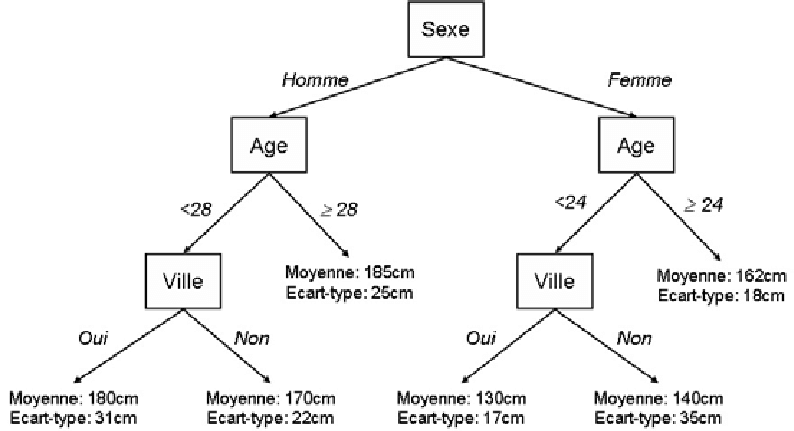 Sexe
Homme
Femme
Age
Age
<28
≥ 28
<24
≥ 24
Ville
Moyenne: 185cm
Ecart-type: 25cm
Ville
Moyenne: 162cm
Ecart-type: 18cm
Oui
Non
Oui
Non
Moyenne: 180cm
Ecart-type: 31cm
Moyenne: 170cm
Ecart-type: 22cm
Moyenne: 130cm
Ecart-type: 17cm
Moyenne: 140cm
Ecart-type: 35cm